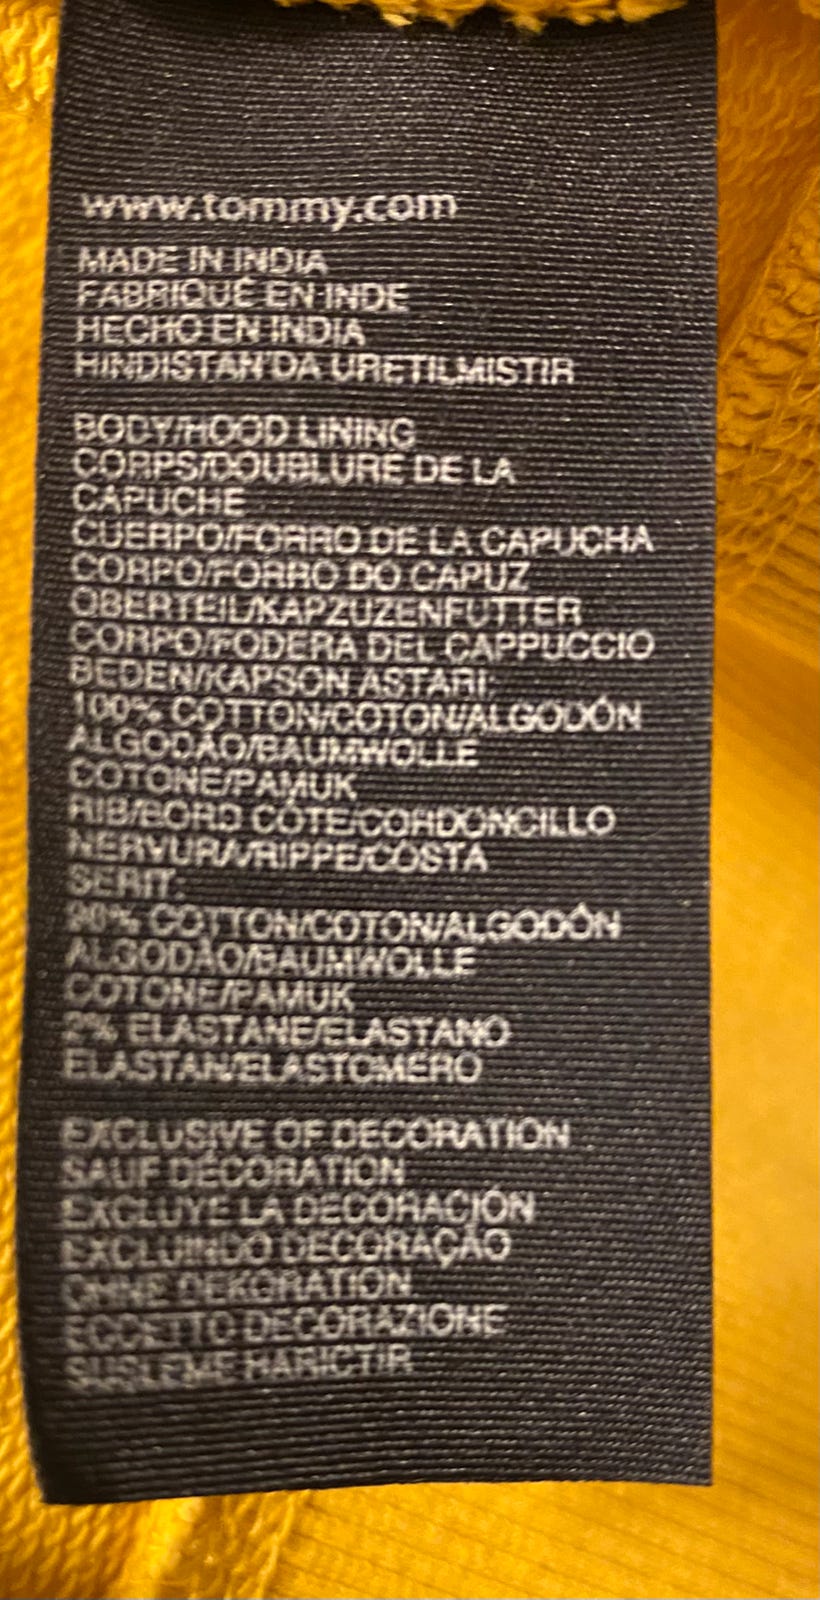 www.tommy.com
MADE IN INDIA
FABRIQUÉ EN INDE
HECHO EN INDIA
HINDISTAN'DA URETILMISTIR
BODY/HOOD LINING
CORPS/DOUBLURE DE LA
CAPUCHE
CUERPO/FORRO DE LA CAPUCHA
CORPO/FORRO DO CAPUZ
OBERTEIL/KAPZUZENFUTTER
CORPO/FODERA DEL CAPPUCCIO
BEDEN/KAPSON ASTARI:
100% COTTON/COTON/ALGODÓN
ALGODÃO/BAUMWOLLE
COTONE/PAMUK
RIB/BORD CÔTE/CORDONCILLO
NERVURA/RIPPE/COSTA
SERIT:
98% COTTON/COTON/ALGODÓN
ALGODÃO/BAUMWOLLE
COTONE/PAMUK
2% ELASTANE/ELASTANO
ELASTAN/ELASTOMERO
EXCLUSIVE OF DECORATION
SAUF DÉCORATION
EXCLUYE LA DECORACIÓN
EXCLUINDO DECORAÇÃO
OHNE DEKORATION
ECCETTO DECORAZIONE
SUSLEME HARICTIR